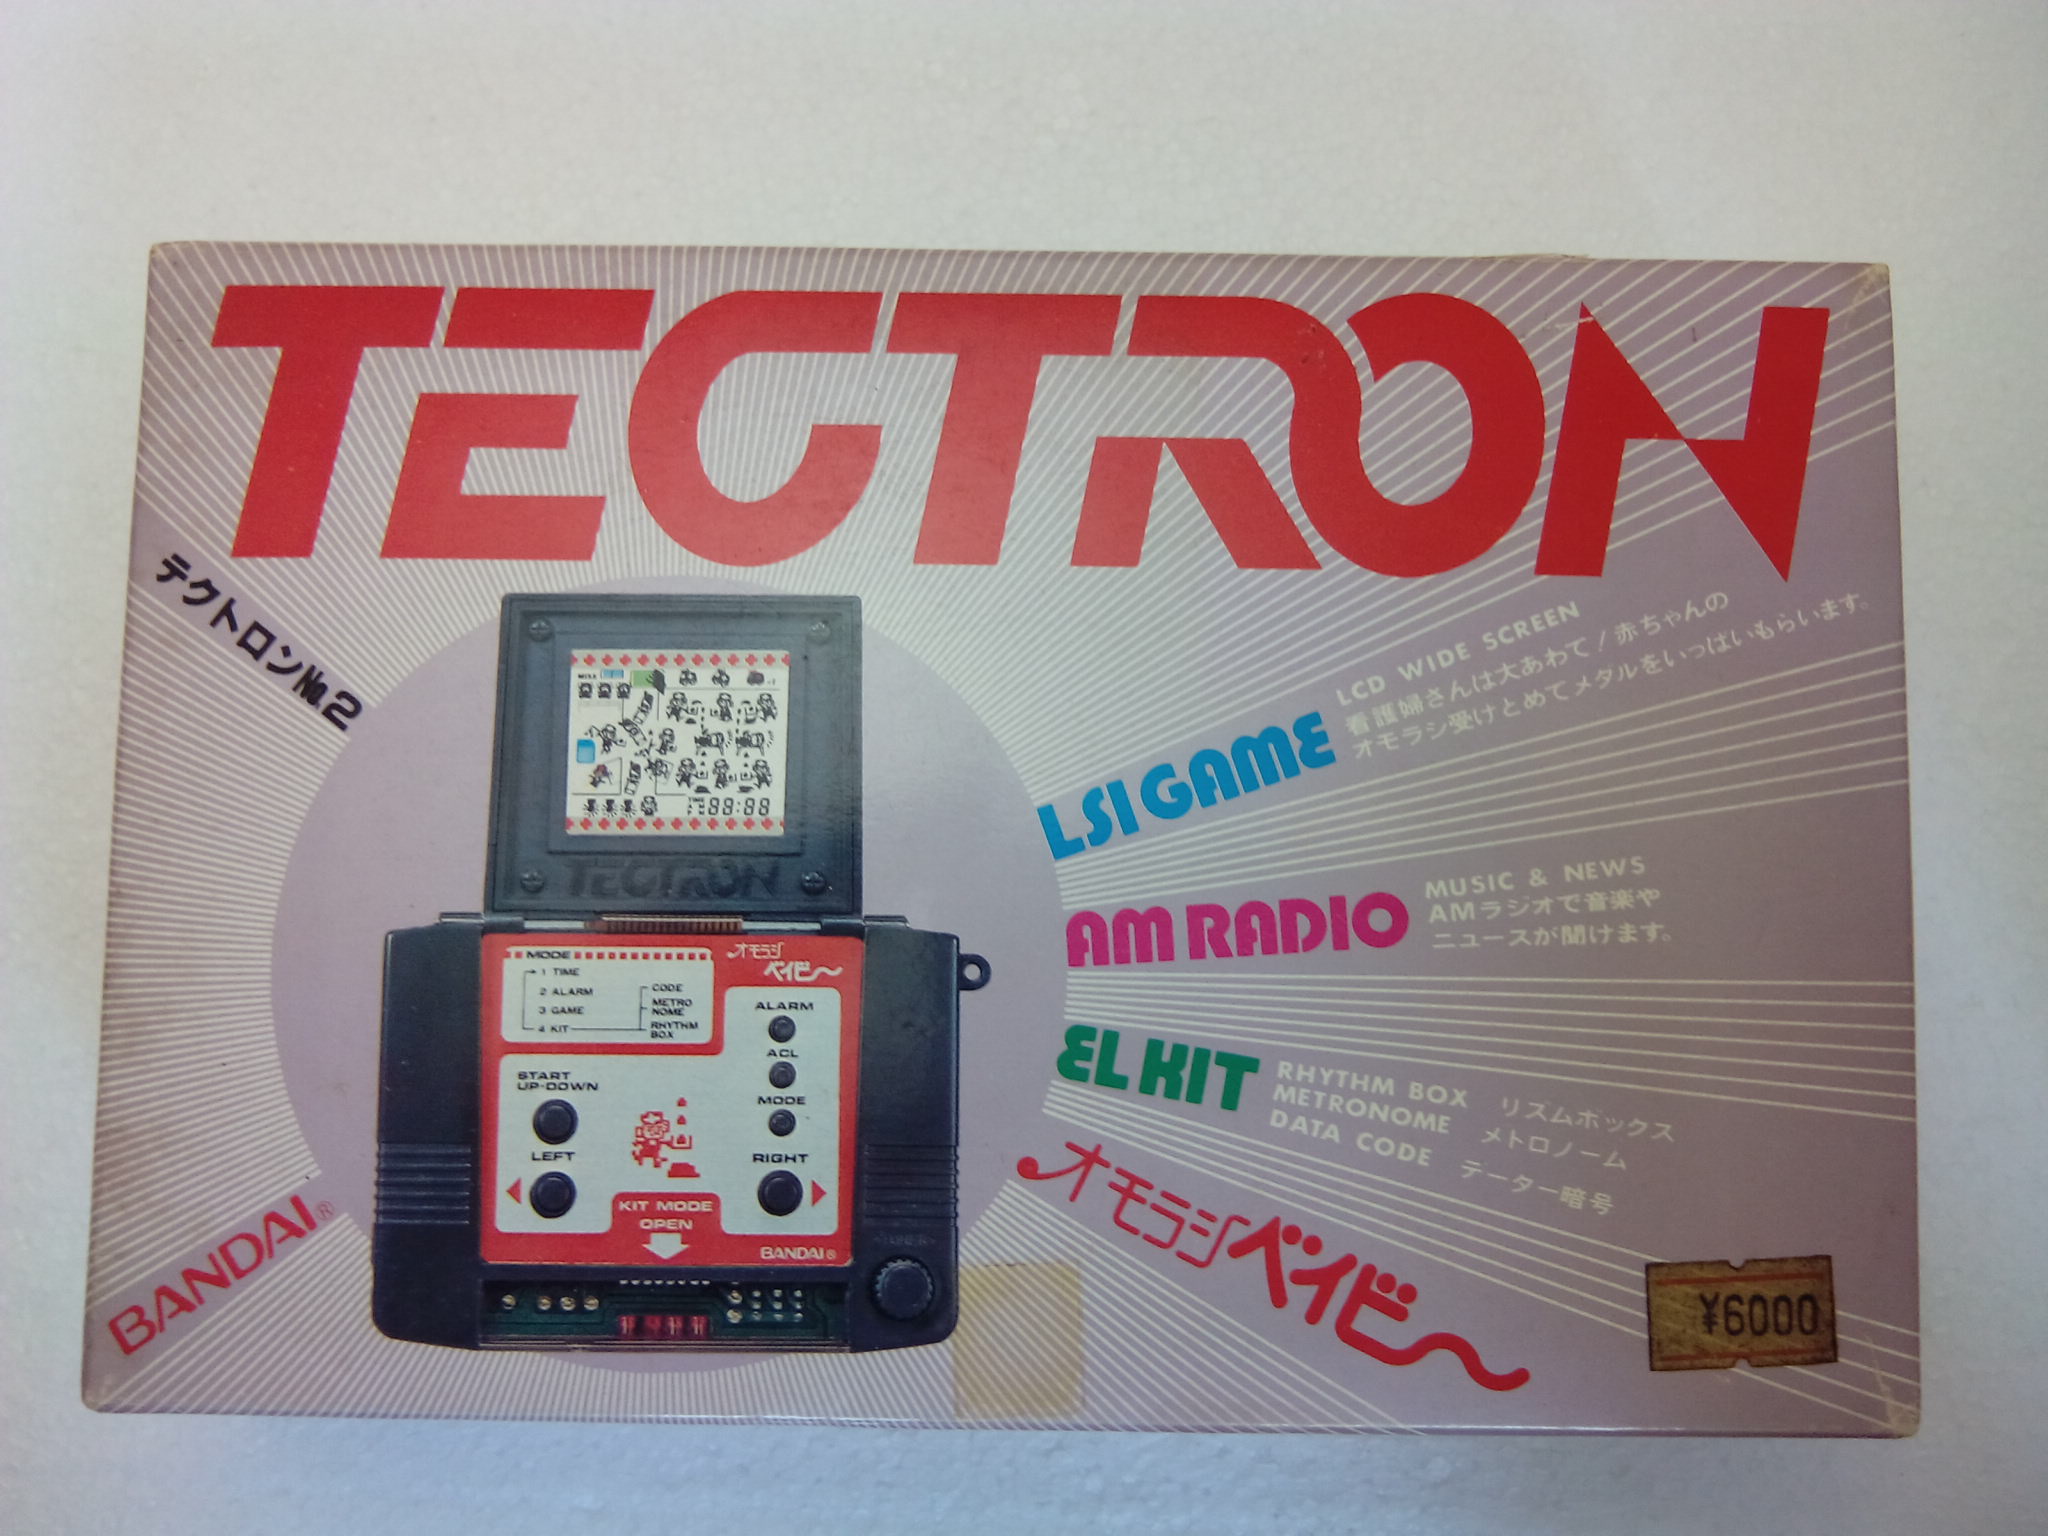 TECTRON
テクトロンNo.2
LSI GAME
LCD WIDE SCREEN
看護婦さんは大あわて!赤ちゃんの
オモラシ受けとめてメタルをいっぱいもらいます。
AM RADIO
MUSIC & NEWS
AMラジオで音楽や
ニュースが聞けます。
EL KIT
RHYTHM BOX リズムボックス
METRONOME メトロノーム
DATA CODE データー暗号
オモラシベイビ〜
BANDAI®
¥6000
MISS
TIME
88:88
TECTRON
MODE
1 TIME
2 ALARM
3 GAME
4 KIT
CODE
METRO
NOME
RHYTHM
BOX
オモラシ
ベイビ〜
ALARM
ACL
MODE
START
UP-DOWN
LEFT
RIGHT
KIT MODE
OPEN
BANDAI®